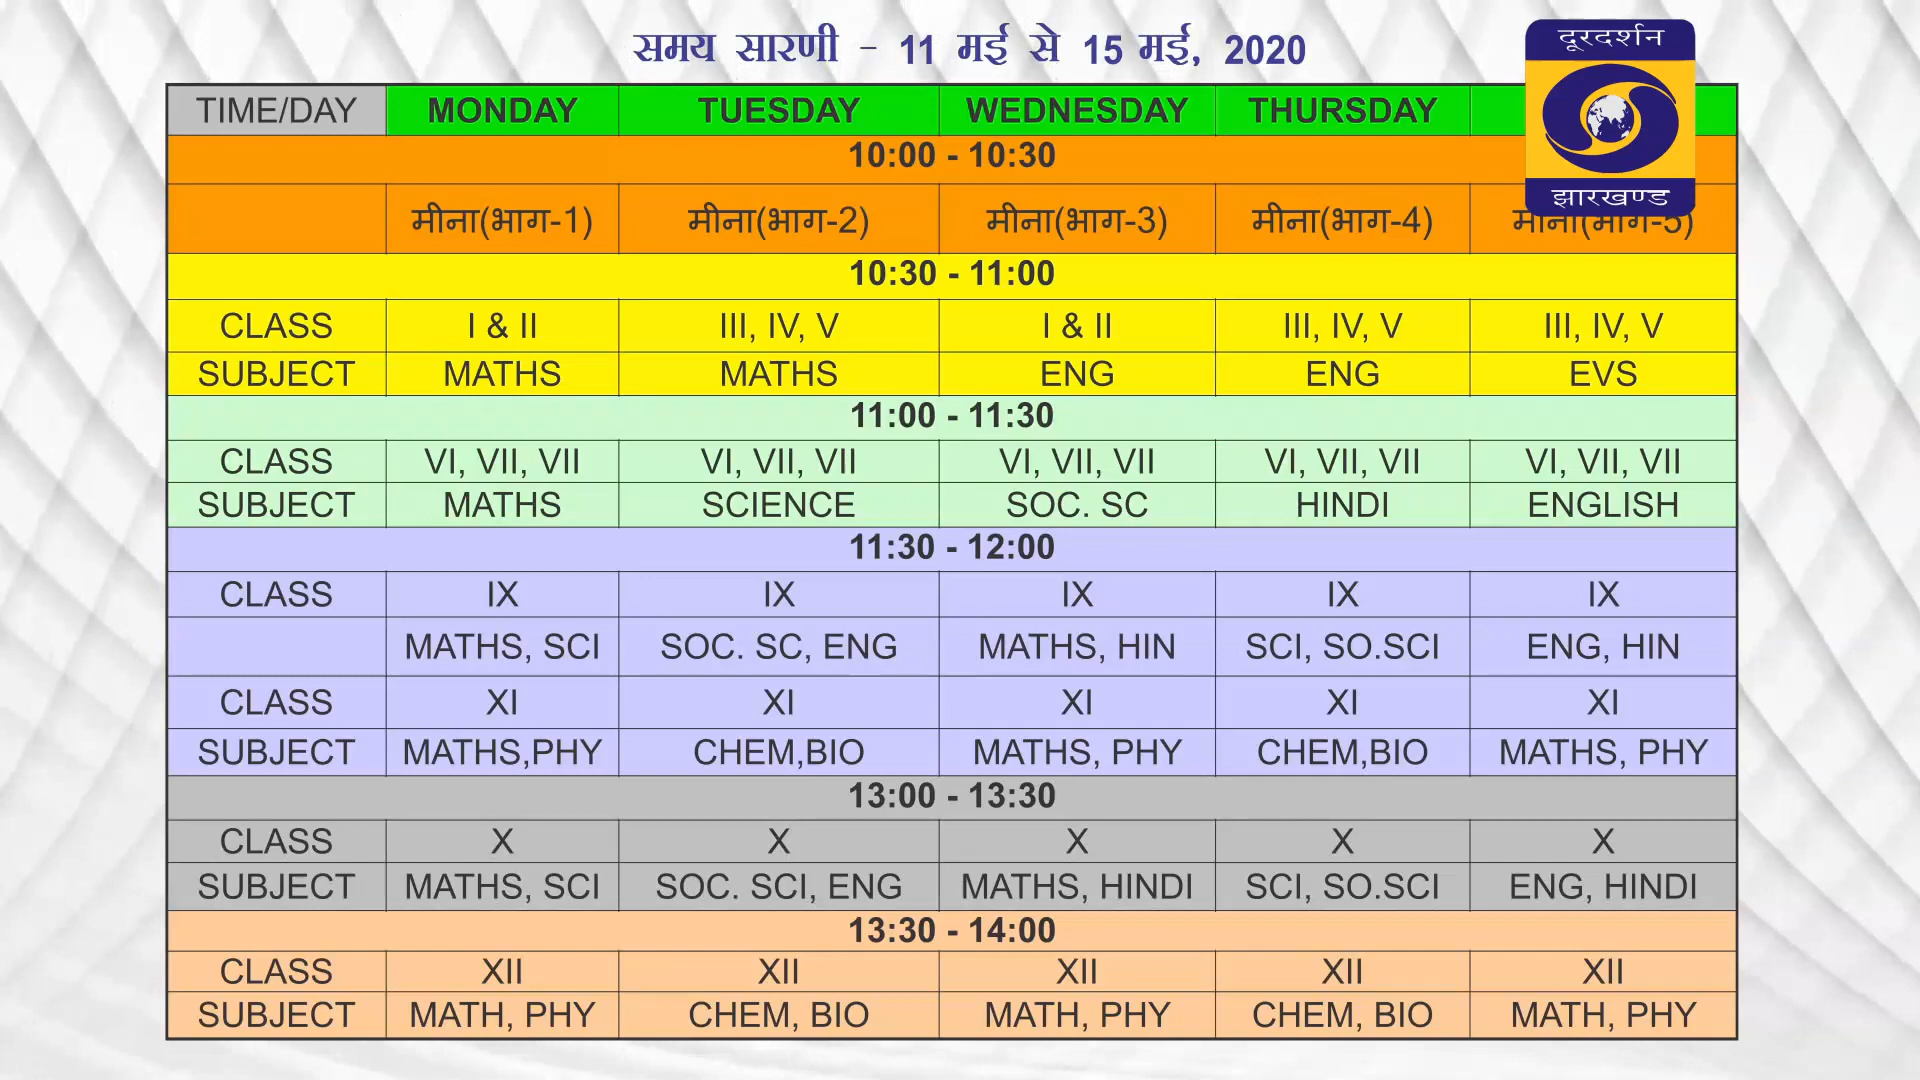 समय सारणी - 11 मई से 15 मई, 2020
दूरदर्शन
झारखण्ड
TIME/DAY MONDAY TUESDAY WEDNESDAY THURSDAY
10:00 - 10:30
मीना(भाग-1) मीना(भाग-2) मीना(भाग-3) मीना(भाग-4) मीना(भाग-5)
10:30 - 11:00
CLASS I & II III, IV, V I & II III, IV, V III, IV, V
SUBJECT MATHS MATHS ENG ENG EVS
11:00 - 11:30
CLASS VI, VII, VII VI, VII, VII VI, VII, VII VI, VII, VII VI, VII, VII
SUBJECT MATHS SCIENCE SOC. SC HINDI ENGLISH
11:30 - 12:00
CLASS IX IX IX IX IX
MATHS, SCI SOC. SC, ENG MATHS, HIN SCI, SO.SCI ENG, HIN
CLASS XI XI XI XI XI
SUBJECT MATHS,PHY CHEM,BIO MATHS, PHY CHEM,BIO MATHS, PHY
13:00 - 13:30
CLASS X X X X X
SUBJECT MATHS, SCI SOC. SCI, ENG MATHS, HINDI SCI, SO.SCI ENG, HINDI
13:30 - 14:00
CLASS XII XII XII XII XII
SUBJECT MATH, PHY CHEM, BIO MATH, PHY CHEM, BIO MATH, PHY